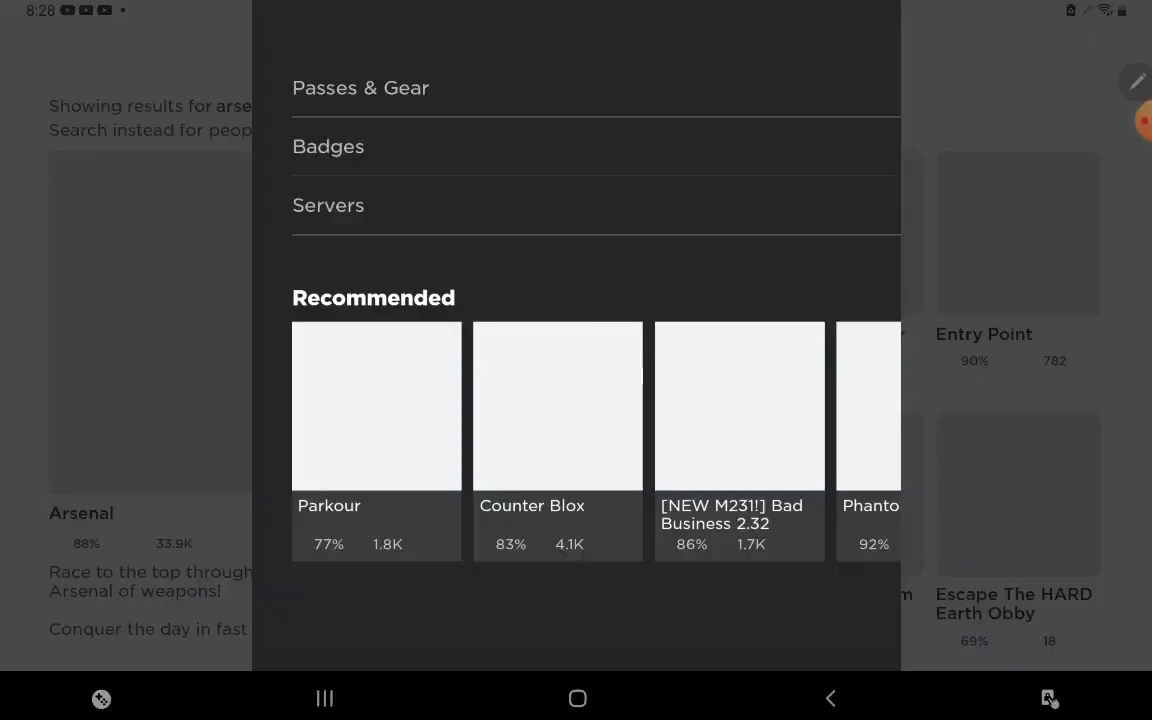 8:28
Showing results for arse
Search instead for peop
Arsenal
88% 33.9K
Race to the top through
Arsenal of weapons!
Conquer the day in fast
Passes & Gear
Badges
Servers
Recommended
Parkour
77% 1.8K
Counter Blox
83% 4.1K
[NEW M231!] Bad
Business 2.32
86% 1.7K
Phanto
92%
Entry Point
90% 782
m
Escape The HARD
Earth Obby
69% 18